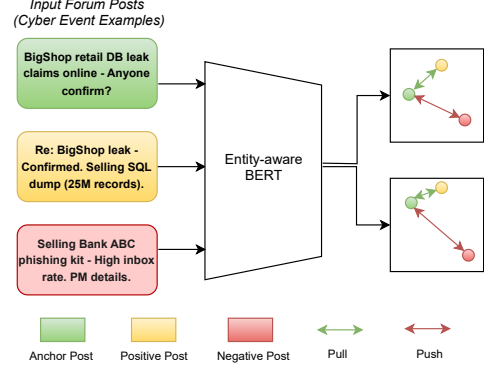 Input Forum Posts
(Cyber Event Examples)
BigShop retail DB leak
claims online - Anyone
confirm?
Re: BigShop leak -
Confirmed. Selling SQL
dump (25M records).
Selling Bank ABC
phishing kit - High inbox
rate. PM details.
Entity-aware
BERT
Anchor Post
Positive Post
Negative Post
Pull
Push